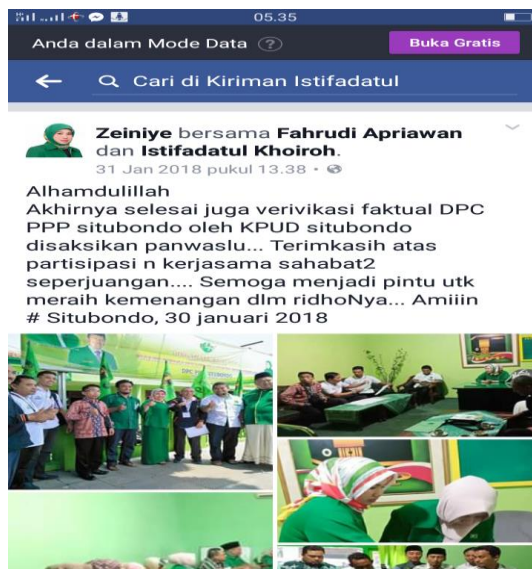 05.35
Anda dalam Mode Data ?
Buka Gratis
Cari di Kiriman Istifadatul
Zeiniye bersama Fahrudi Apriawan
dan Istifadatul Khoiroh.
31 Jan 2018 pukul 13.38 •
Alhamdulillah
Akhirnya selesai juga verivikasi faktual DPC
PPP situbondo oleh KPUD situbondo
disaksikan panwaslu... Terimkasih atas
partisipasi n kerjasama sahabat2
seperjuangan.... Semoga menjadi pintu utk
meraih kemenangan dlm ridhoNya... Amiiin
# Situbondo, 30 januari 2018